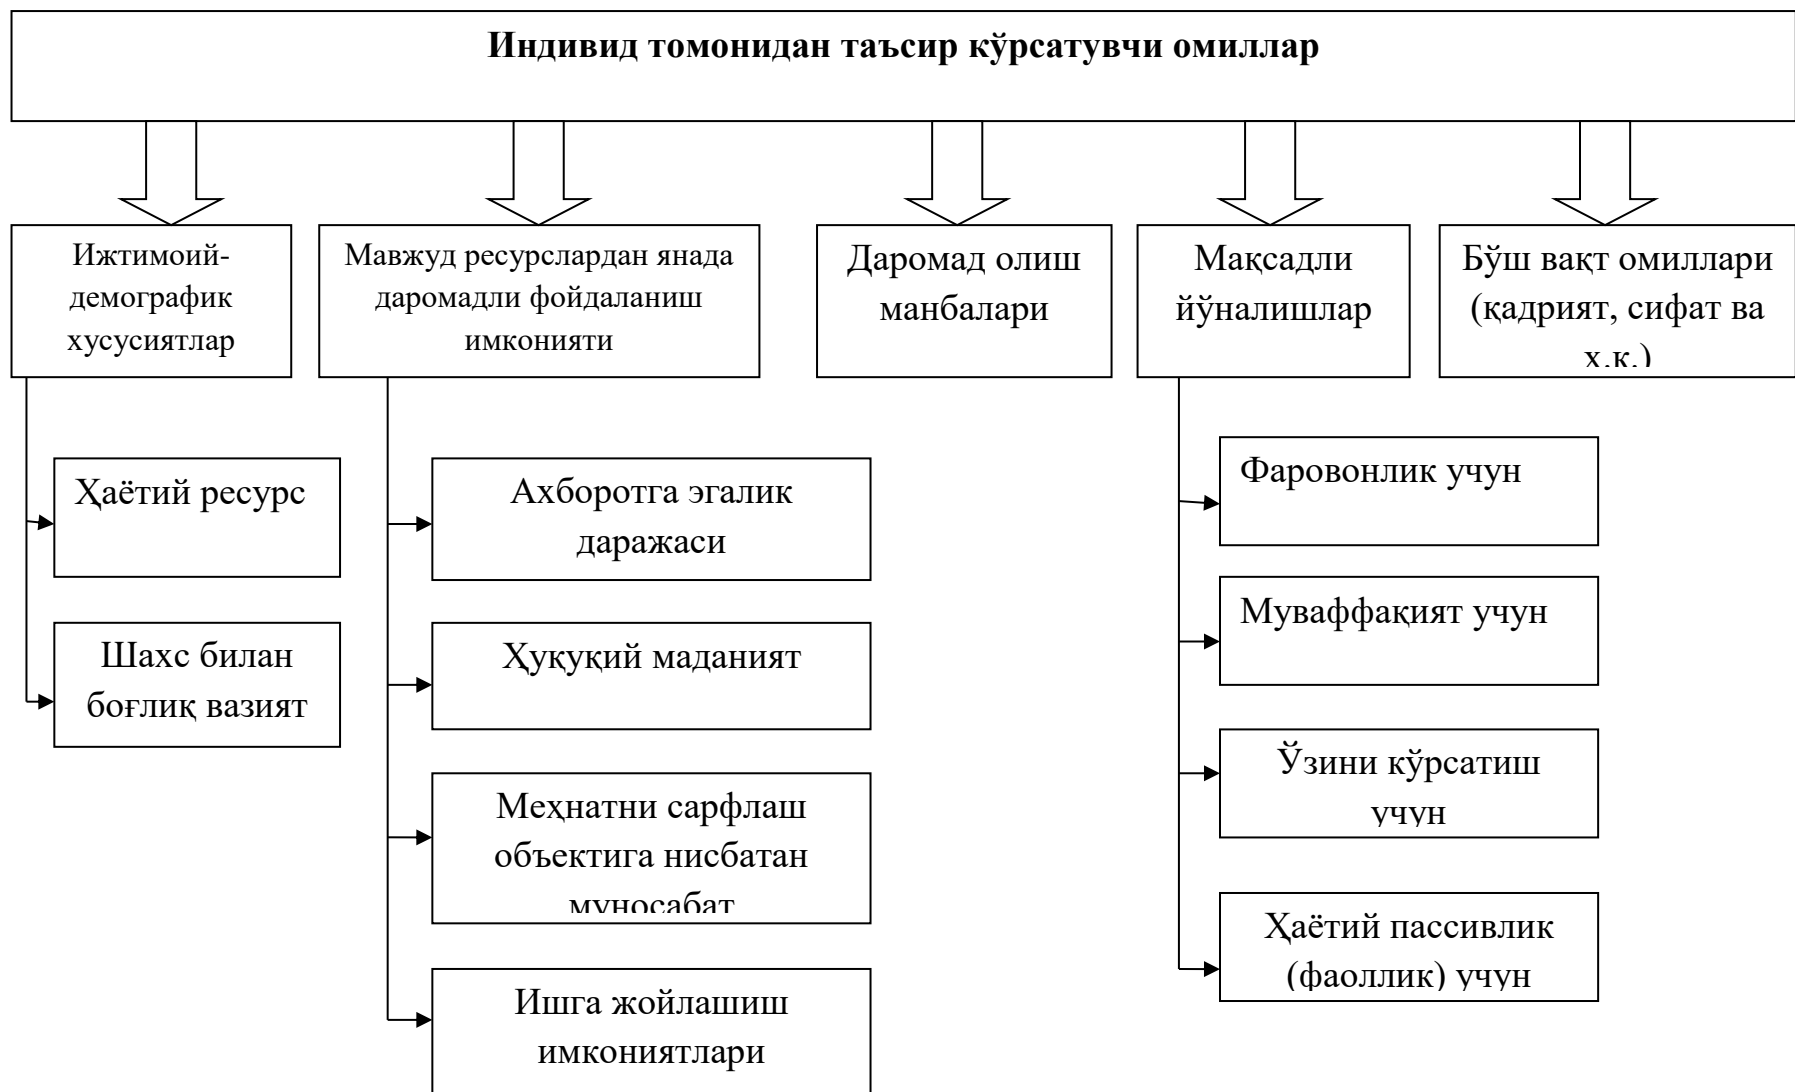 Индивид томонидан таъсир кўрсатувчи омиллар
Ижтимоий-
демографик
хусусиятлар
Мавжуд ресурслардан янада
даромадли фойдаланиш
имконияти
Даромад олиш
манбалари
Мақсадли
йўналишлар
Бўш вақт омиллари
(қадрият, сифат ва
ҳ.к.)
Ҳаётий ресурс
Шахс билан
боғлиқ вазият
Ахборотга эгалик
даражаси
Ҳуқуқий маданият
Меҳнатни сарфлаш
объектига нисбатан
муносабат
Ишга жойлашиш
имкониятлари
Фаровонлик учун
Муваффақият учун
Ўзини кўрсатиш
учун
Ҳаётий пассивлик
(фаоллик) учун